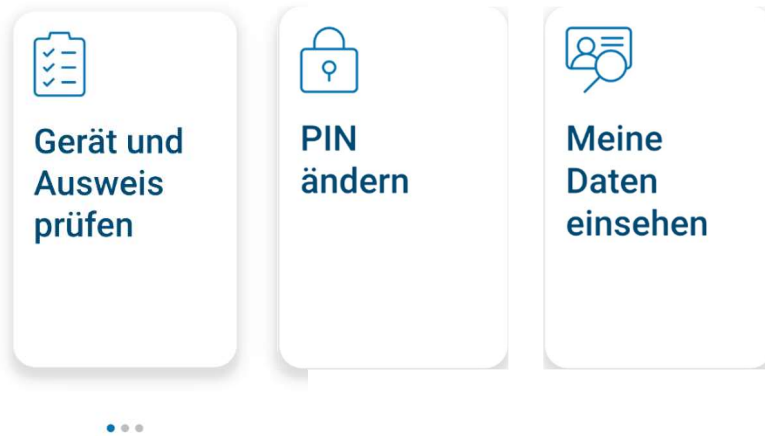 Gerät und
Ausweis
prüfen
PIN
ändern
Meine
Daten
einsehen